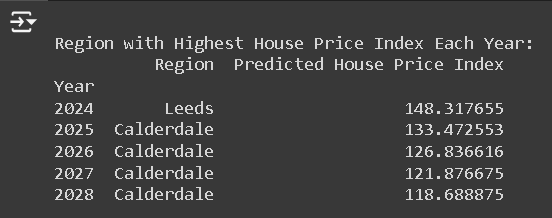 Region with Highest House Price Index Each Year:
Region Predicted House Price Index
Year
2024 Leeds 148.317655
2025 Calderdale 133.472553
2026 Calderdale 126.836616
2027 Calderdale 121.876675
2028 Calderdale 118.688875